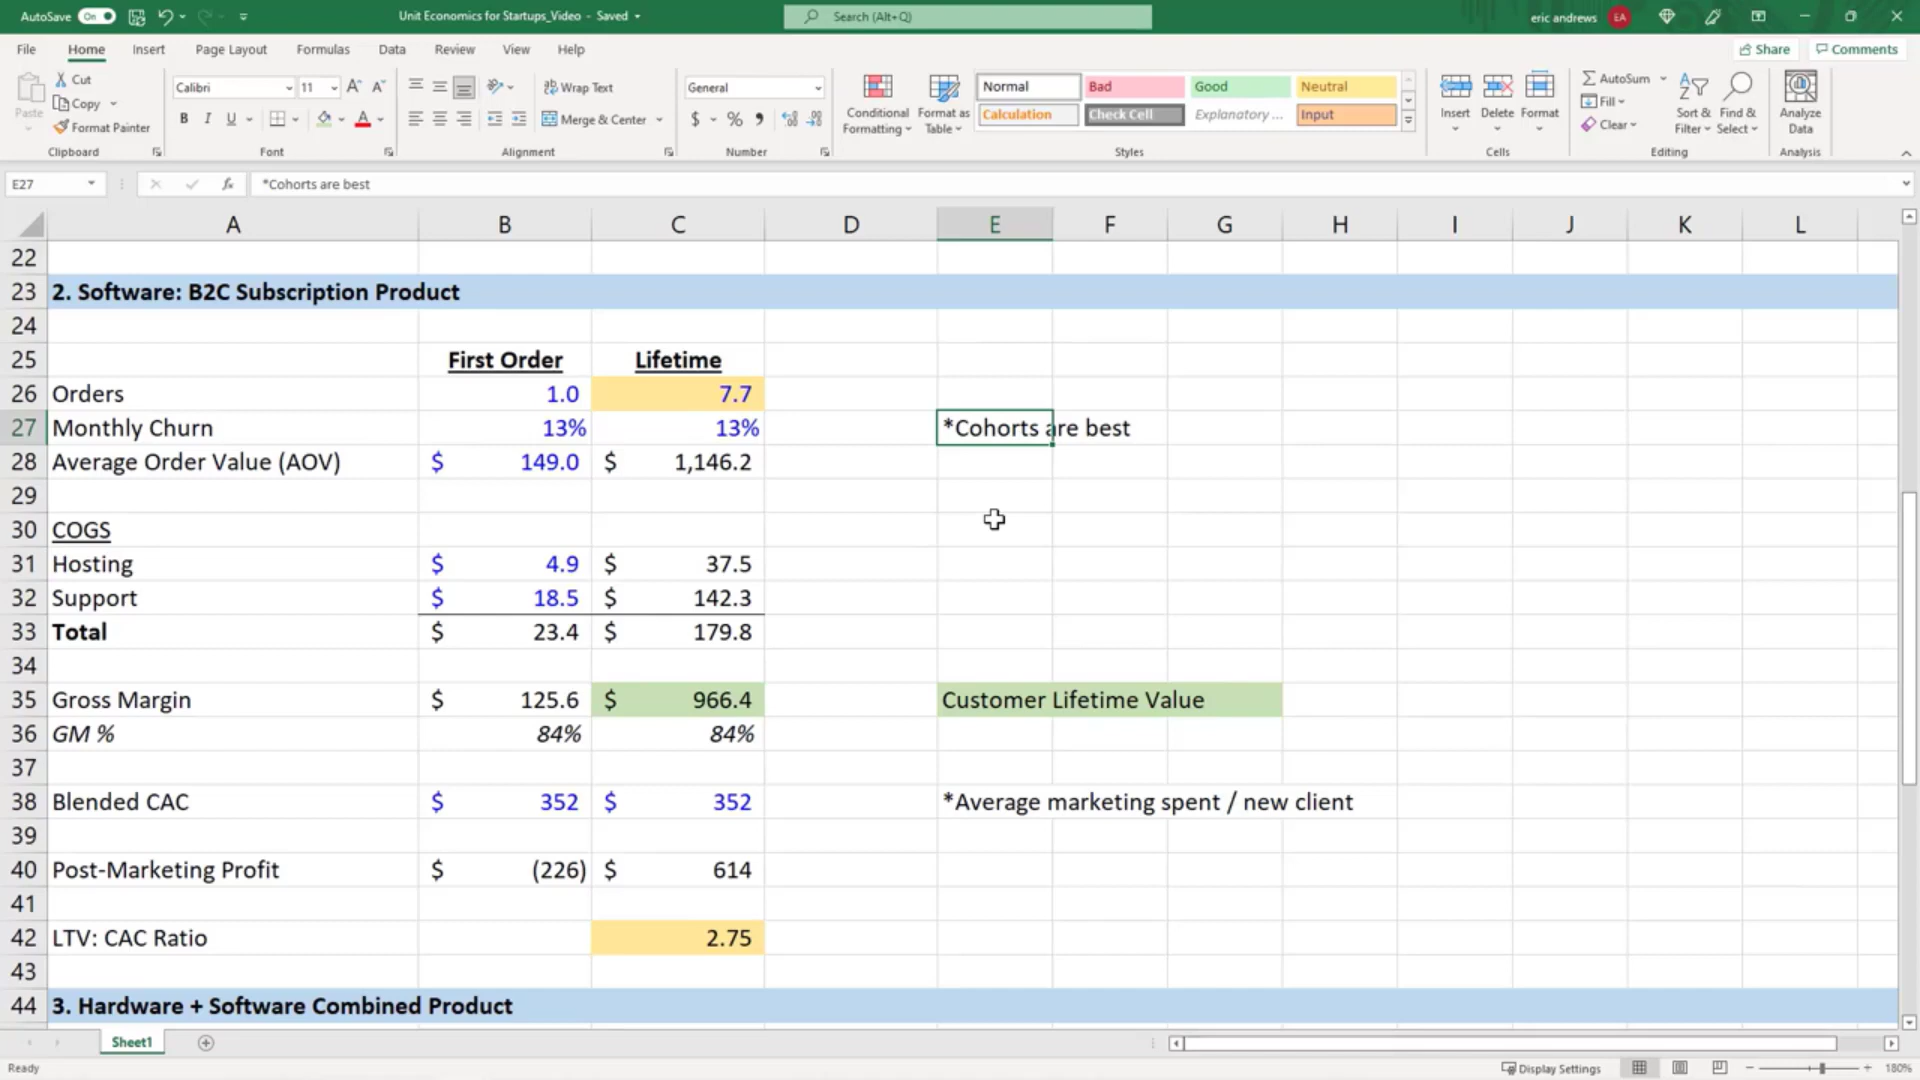 AutoSave On Unit Economics for Startups_Video - Saved Search (Alt+Q) eric andrews EA
File Home Insert Page Layout Formulas Data Review View Help Share Comments
Paste Cut Copy Format Painter Clipboard
Calibri 11 A A B I U A Font
Wrap Text Merge & Center Alignment
General $ % Number
Conditional Formatting Format as Table
Normal Bad Good Neutral
Calculation Check Cell Explanatory ... Input
Styles
Insert Delete Format Cells
AutoSum Fill Clear Sort & Filter Find & Select Editing
Analyze Data Analysis
E27 fx *Cohorts are best
A B C D E F G H I J K L
22
23 2. Software: B2C Subscription Product
24
25 First Order Lifetime
26 Orders 1.0 7.7
27 Monthly Churn 13% 13% *Cohorts are best
28 Average Order Value (AOV) $ 149.0 $ 1,146.2
29
30 COGS
31 Hosting $ 4.9 $ 37.5
32 Support $ 18.5 $ 142.3
33 Total $ 23.4 $ 179.8
34
35 Gross Margin $ 125.6 $ 966.4 Customer Lifetime Value
36 GM % 84% 84%
37
38 Blended CAC $ 352 $ 352 *Average marketing spent / new client
39
40 Post-Marketing Profit $ (226) $ 614
41
42 LTV: CAC Ratio 2.75
43
44 3. Hardware + Software Combined Product
Sheet1
Ready Display Settings 180%